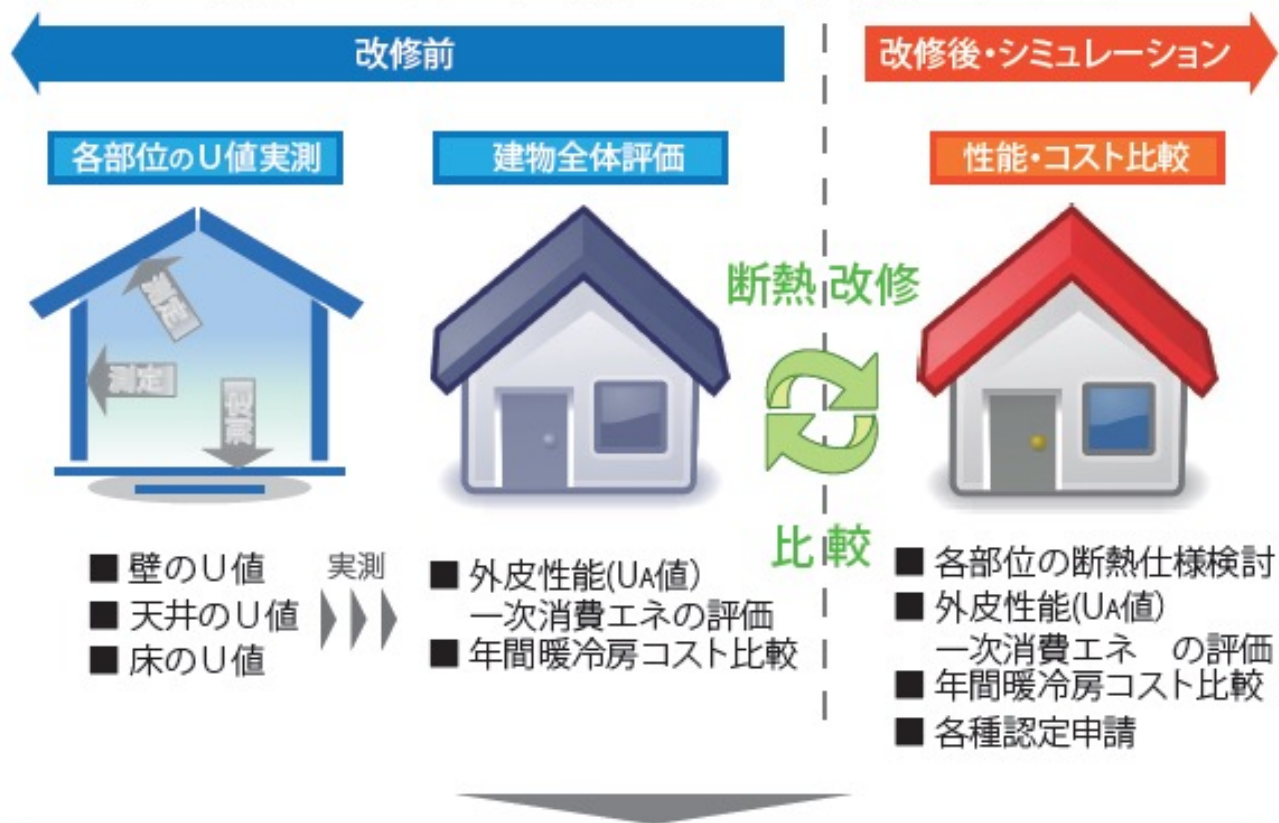 改修前
改修後・シミュレーション
各部位のU値実測
建物全体評価
性能・コスト比較
測定
測定
測定
断熱 改修
比較
■ 壁のU値
■ 天井のU値
■ 床のU値
実測
■ 外皮性能(UA値)
一次消費エネの評価
■ 年間暖冷房コスト比較
■ 各部位の断熱仕様検討
■ 外皮性能(UA値)
一次消費エネ　の評価
■ 年間暖冷房コスト比較
■ 各種認定申請